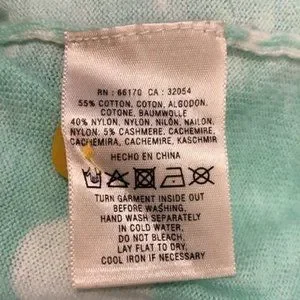 RN : 66170 CA : 32054
55% COTTON, COTON, ALGODON,
COTONE, BAUMWOLLE
40% NYLON, NYLON, NILÓN, NAILON,
NYLON; 5% CASHMERE, CACHEMIRE,
CACHEMIRA, CACHEMIRE, KASCHMIR
HECHO EN CHINA
TURN GARMENT INSIDE OUT
BEFORE WASHING.
HAND WASH SEPARATELY
IN COLD WATER.
DO NOT BLEACH.
LAY FLAT TO DRY.
COOL IRON IF NECESSARY